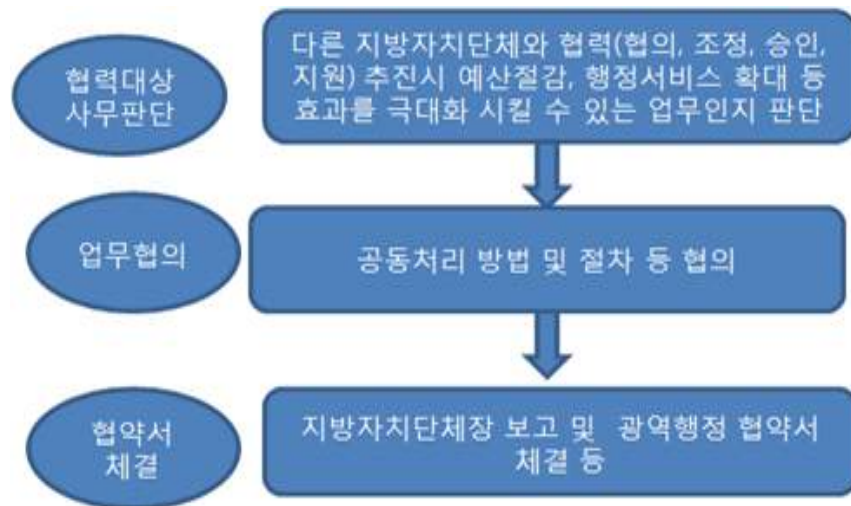 협력대상
사무판단
다른 지방자치단체와 협력(협의, 조정, 승인,
지원) 추진시 예산절감, 행정서비스 확대 등
효과를 극대화 시킬 수 있는 업무인지 판단
업무협의
공동처리 방법 및 절차 등 협의
협약서
체결
지방자치단체장 보고 및 광역행정 협약서
체결 등